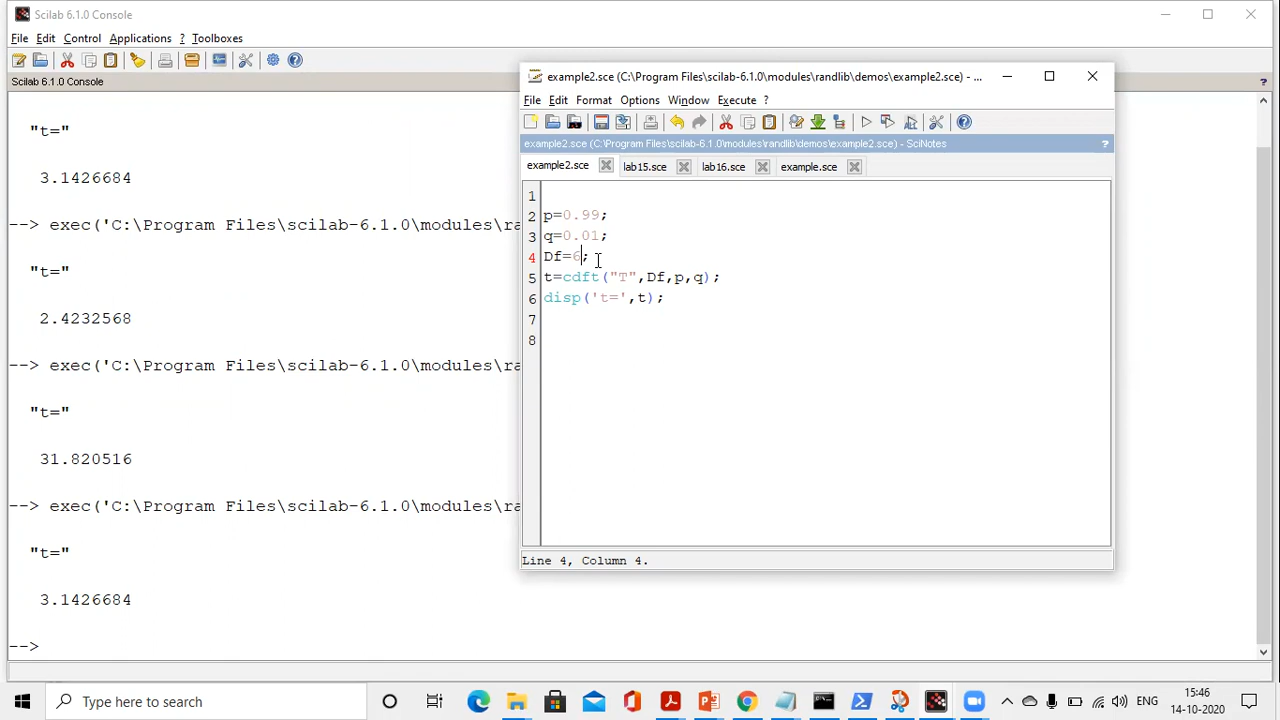 Scilab 6.1.0 Console
File Edit Control Applications ? Toolboxes
Scilab 6.1.0 Console ?
"t="
3.1426684
--> exec('C:\Program Files\scilab-6.1.0\modules\ra
"t="
2.4232568
--> exec('C:\Program Files\scilab-6.1.0\modules\ra
"t="
31.820516
--> exec('C:\Program Files\scilab-6.1.0\modules\ra
"t="
3.1426684
-->
example2.sce (C:\Program Files\scilab-6.1.0\modules\randlib\demos\example2.sce) - ...
File Edit Format Options Window Execute ?
example2.sce (C:\Program Files\scilab-6.1.0\modules\randlib\demos\example2.sce) - SciNotes ?
example2.sce lab15.sce lab16.sce example.sce
1
2 p=0.99;
3 q=0.01;
4 Df=6;
5 t=cdft("T",Df,p,q);
6 disp('t=',t);
7
8
Line 4, Column 4.
Type here to search
ENG
15:46
14-10-2020